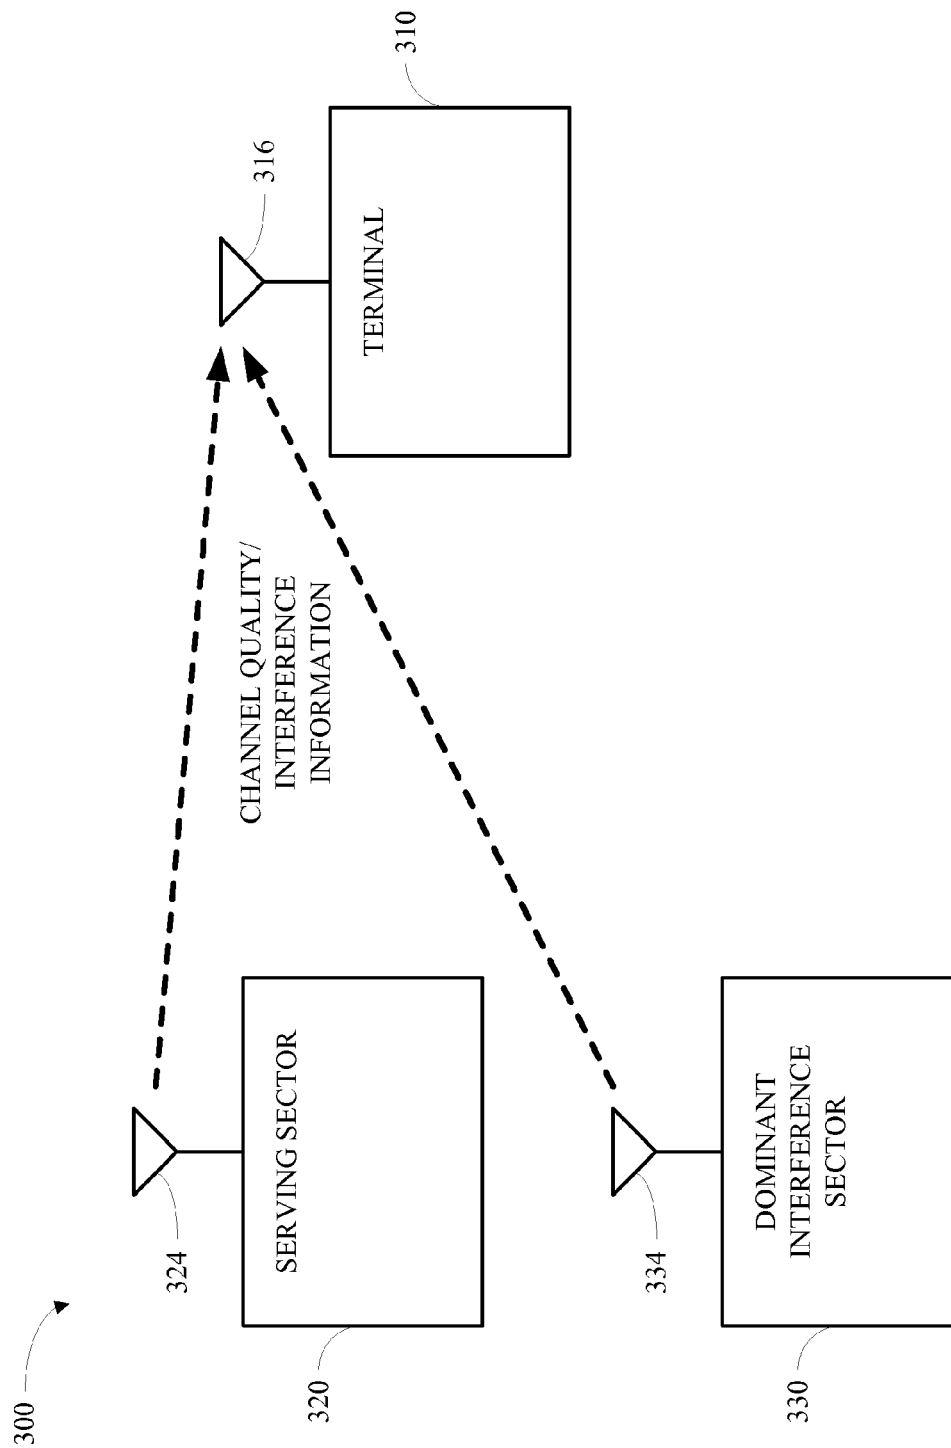 300
324
SERVING SECTOR
320
334
DOMINANT
INTERFERENCE
SECTOR
330
CHANNEL QUALITY/
INTERFERENCE
INFORMATION
316
TERMINAL
310